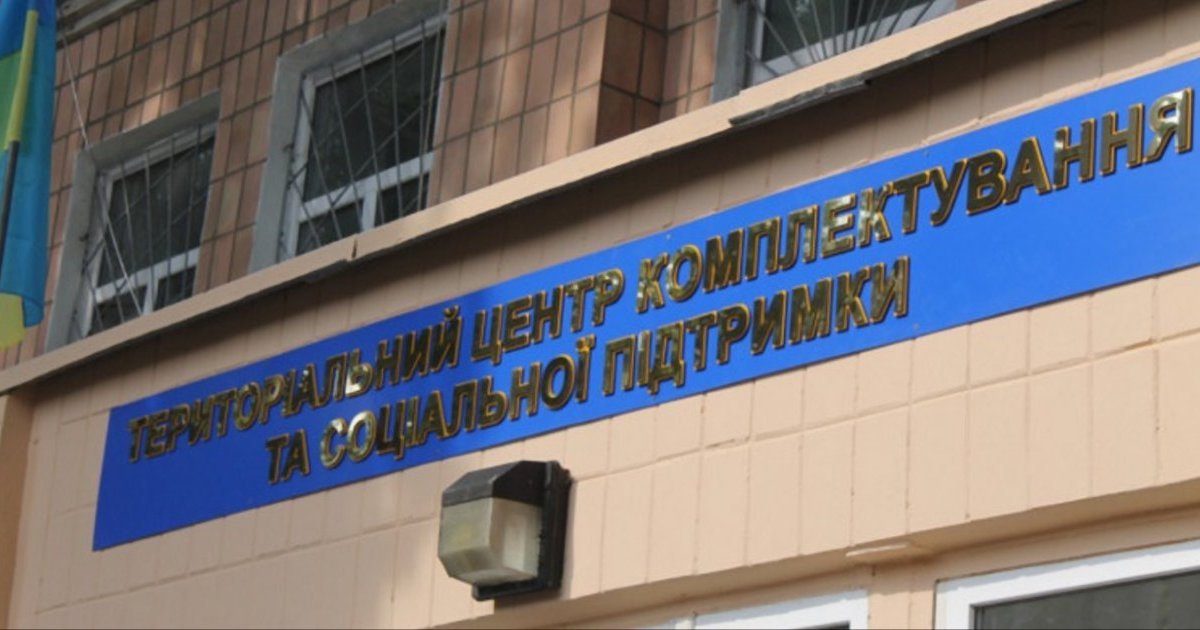 ТЕРИТОРІАЛЬНИЙ ЦЕНТР КОМПЛЕКТУВАННЯ
ТА СОЦІАЛЬНОЇ ПІДТРИМКИ